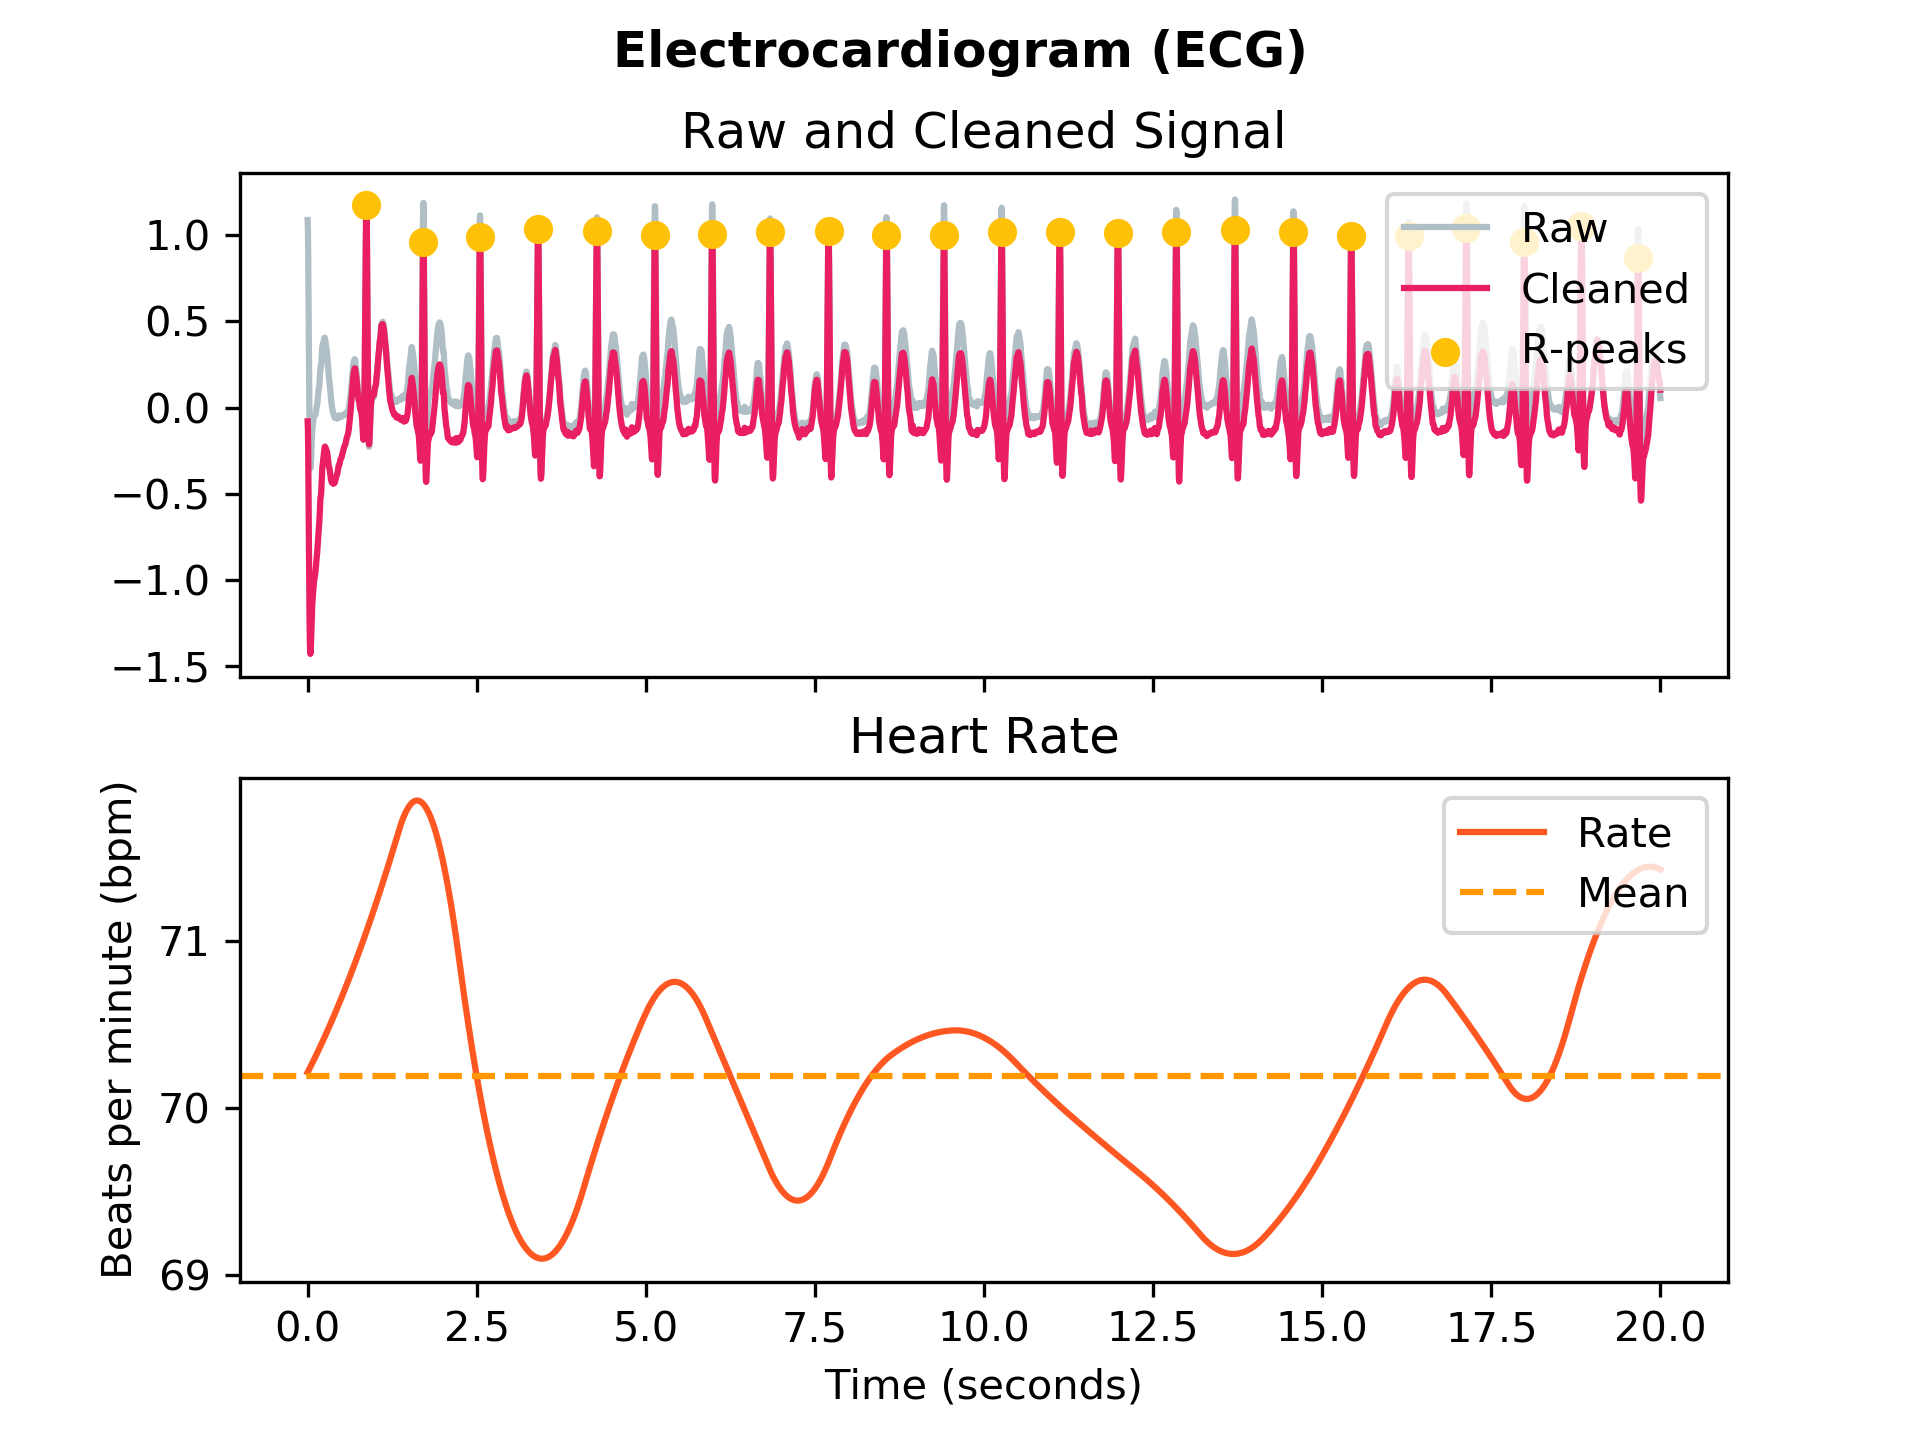 Electrocardiogram (ECG)
Raw and Cleaned Signal
1.0
0.5
0.0
−0.5
−1.0
−1.5
Raw
Cleaned
R-peaks
Heart Rate
Beats per minute (bpm)
71
70
69
Rate
Mean
0.0 2.5 5.0 7.5 10.0 12.5 15.0 17.5 20.0
Time (seconds)